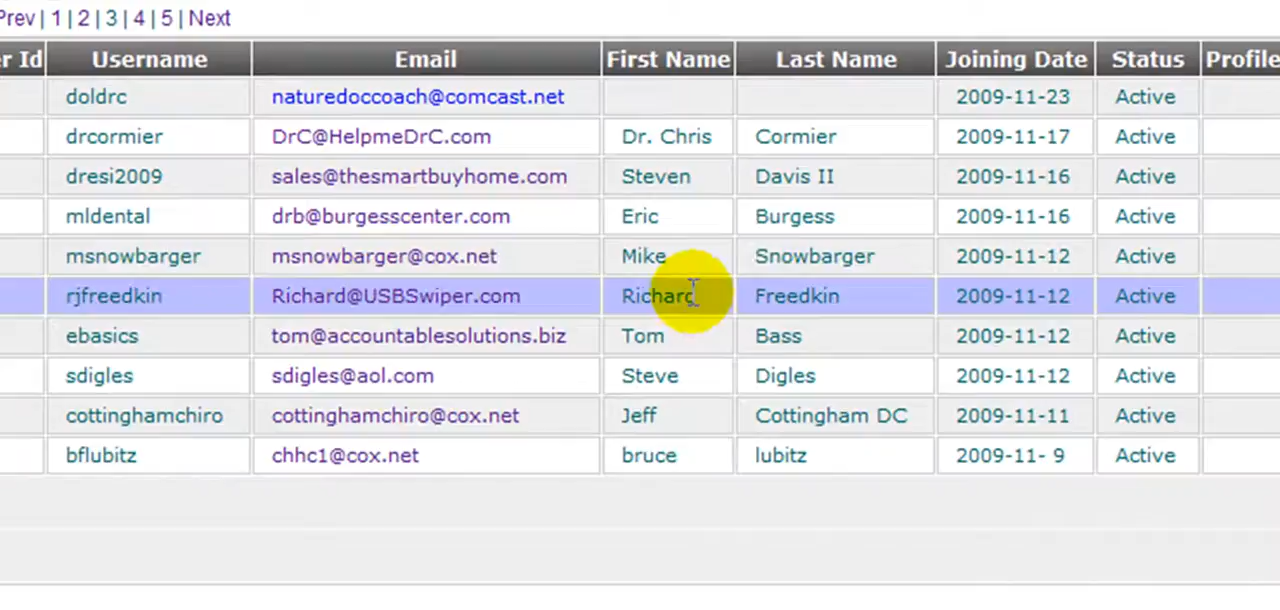 Prev | 1 | 2 | 3 | 4 | 5 | Next
er Id Username Email First Name Last Name Joining Date Status Profile
doldrc naturedoccoach@comcast.net 2009-11-23 Active
drcormier DrC@HelpmeDrC.com Dr. Chris Cormier 2009-11-17 Active
dresi2009 sales@thesmartbuyhome.com Steven Davis II 2009-11-16 Active
mldental drb@burgesscenter.com Eric Burgess 2009-11-16 Active
msnowbarger msnowbarger@cox.net Mike Snowbarger 2009-11-12 Active
rjfreedkin Richard@USBSwiper.com Richard Freedkin 2009-11-12 Active
ebasics tom@accountablesolutions.biz Tom Bass 2009-11-12 Active
sdigles sdigles@aol.com Steve Digles 2009-11-12 Active
cottinghamchiro cottinghamchiro@cox.net Jeff Cottingham DC 2009-11-11 Active
bflubitz chhc1@cox.net bruce lubitz 2009-11- 9 Active